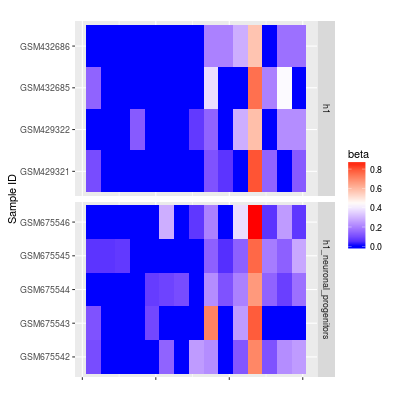 GSM432686
GSM432685
GSM429322
GSM429321
h1
GSM675546
GSM675545
GSM675544
GSM675543
GSM675542
h1_neuronal_progenitors
Sample ID
beta
0.8
0.6
0.4
0.2
0.0